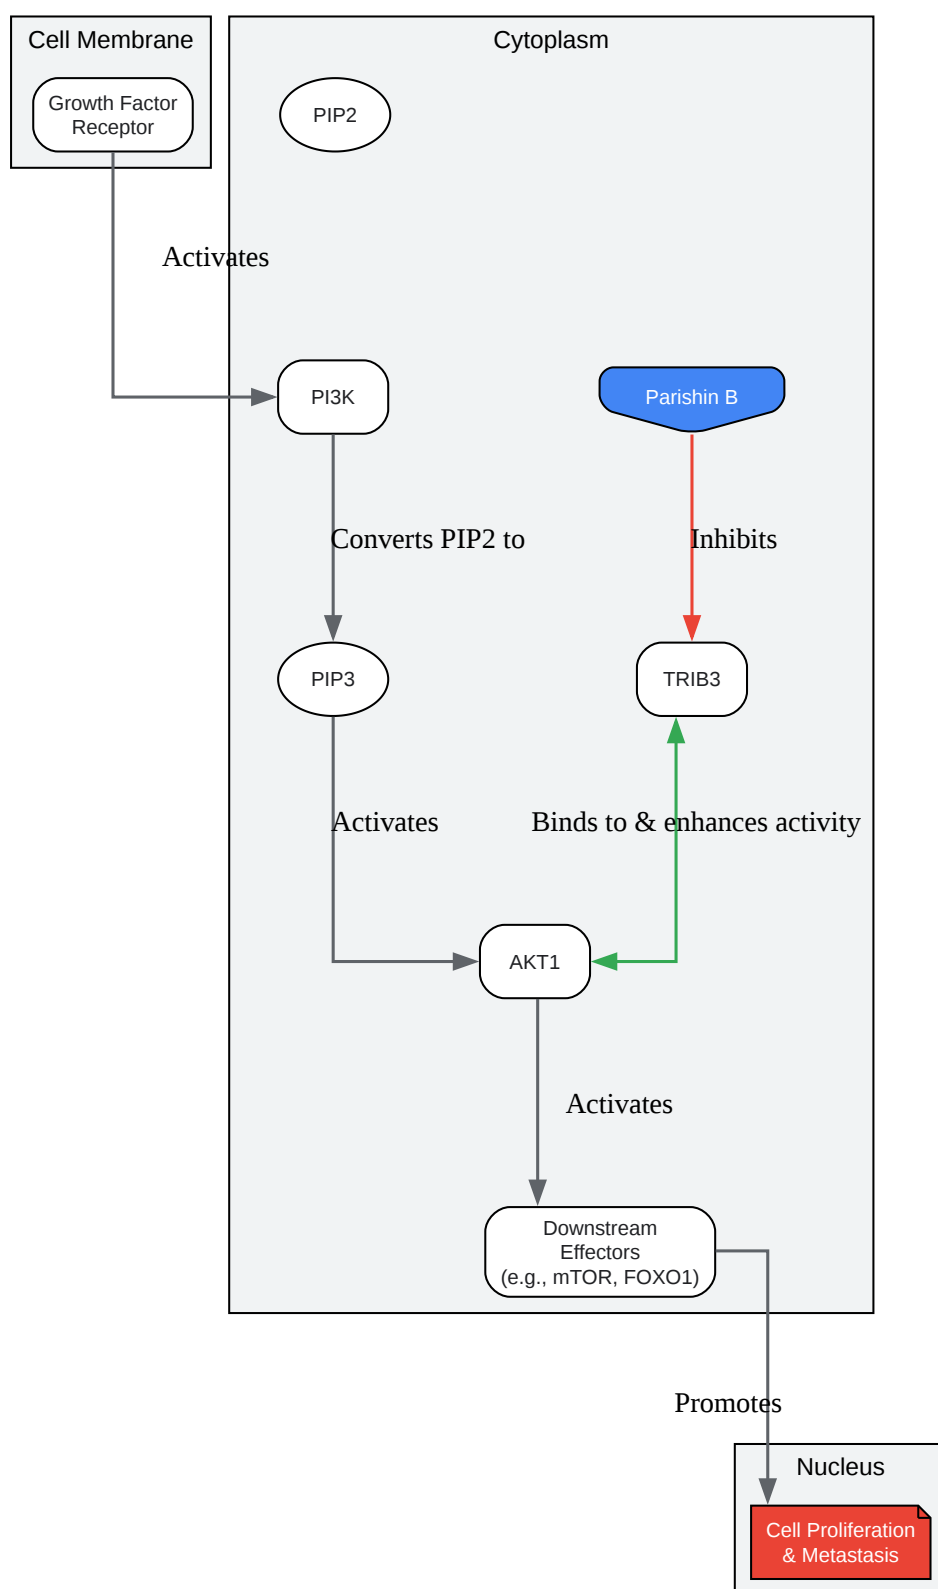 Cell Membrane
Cytoplasm
Growth Factor
Receptor
PIP2
Activates
PI3K
Parishin B
Converts PIP2 to
Inhibits
PIP3
TRIB3
Activates
Binds to & enhances activity
AKT1
Activates
Downstream
Effectors
(e.g., mTOR, FOXO1)
Promotes
Nucleus
Cell Proliferation
& Metastasis